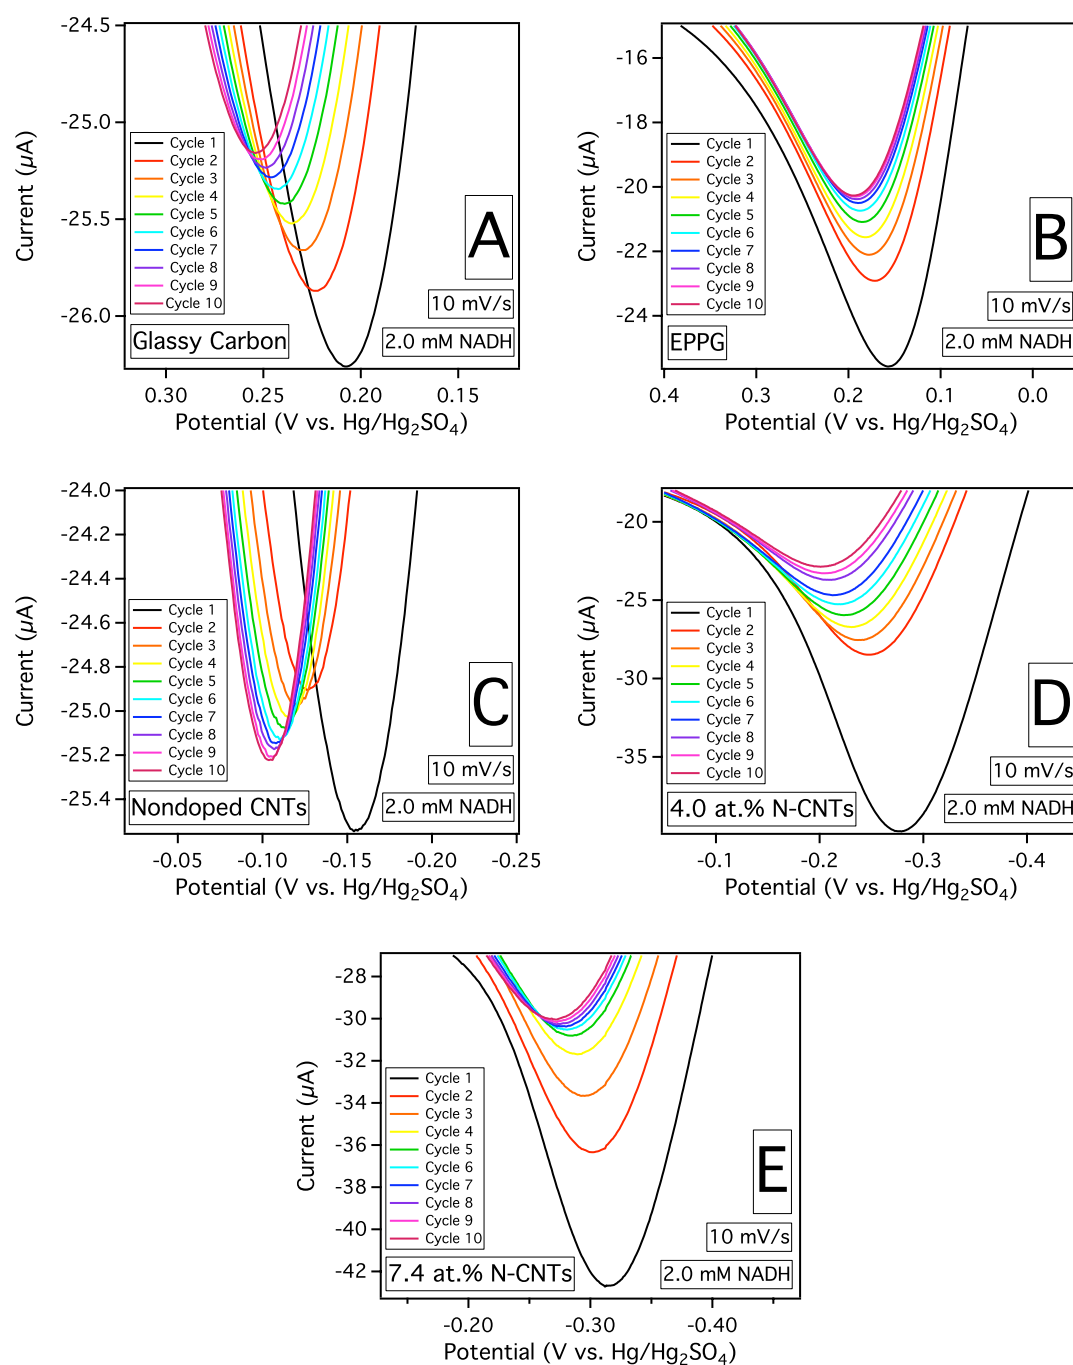 -24.5
-25.0
-25.5
-26.0
Current (µA)
Cycle 1
Cycle 2
Cycle 3
Cycle 4
Cycle 5
Cycle 6
Cycle 7
Cycle 8
Cycle 9
Cycle 10
A
10 mV/s
Glassy Carbon
2.0 mM NADH
0.30 0.25 0.20 0.15
Potential (V vs. Hg/Hg₂SO₄)
-16
-18
-20
-22
-24
Current (µA)
Cycle 1
Cycle 2
Cycle 3
Cycle 4
Cycle 5
Cycle 6
Cycle 7
Cycle 8
Cycle 9
Cycle 10
B
10 mV/s
EPPG
2.0 mM NADH
0.4 0.3 0.2 0.1 0.0
Potential (V vs. Hg/Hg₂SO₄)
-24.0
-24.2
-24.4
-24.6
-24.8
-25.0
-25.2
-25.4
Current (µA)
Cycle 1
Cycle 2
Cycle 3
Cycle 4
Cycle 5
Cycle 6
Cycle 7
Cycle 8
Cycle 9
Cycle 10
C
10 mV/s
Nondoped CNTs
2.0 mM NADH
-0.05 -0.10 -0.15 -0.20 -0.25
Potential (V vs. Hg/Hg₂SO₄)
-20
-25
-30
-35
Current (µA)
Cycle 1
Cycle 2
Cycle 3
Cycle 4
Cycle 5
Cycle 6
Cycle 7
Cycle 8
Cycle 9
Cycle 10
D
10 mV/s
4.0 at.% N-CNTs
2.0 mM NADH
-0.1 -0.2 -0.3 -0.4
Potential (V vs. Hg/Hg₂SO₄)
-28
-30
-32
-34
-36
-38
-40
-42
Current (µA)
Cycle 1
Cycle 2
Cycle 3
Cycle 4
Cycle 5
Cycle 6
Cycle 7
Cycle 8
Cycle 9
Cycle 10
E
10 mV/s
7.4 at.% N-CNTs
2.0 mM NADH
-0.20 -0.30 -0.40
Potential (V vs. Hg/Hg₂SO₄)